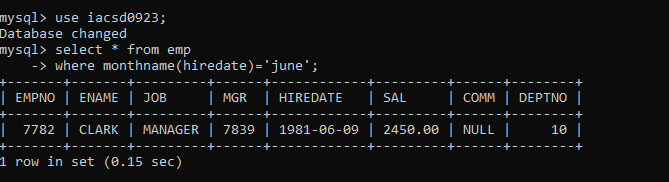 mysql> use iacsd0923;
Database changed
mysql> select * from emp
    -> where monthname(hiredate)='june';
+-------+-------+---------+------+------------+---------+------+--------+
| EMPNO | ENAME | JOB     | MGR  | HIREDATE   | SAL     | COMM | DEPTNO |
+-------+-------+---------+------+------------+---------+------+--------+
|  7782 | CLARK | MANAGER | 7839 | 1981-06-09 | 2450.00 | NULL |     10 |
+-------+-------+---------+------+------------+---------+------+--------+
1 row in set (0.15 sec)